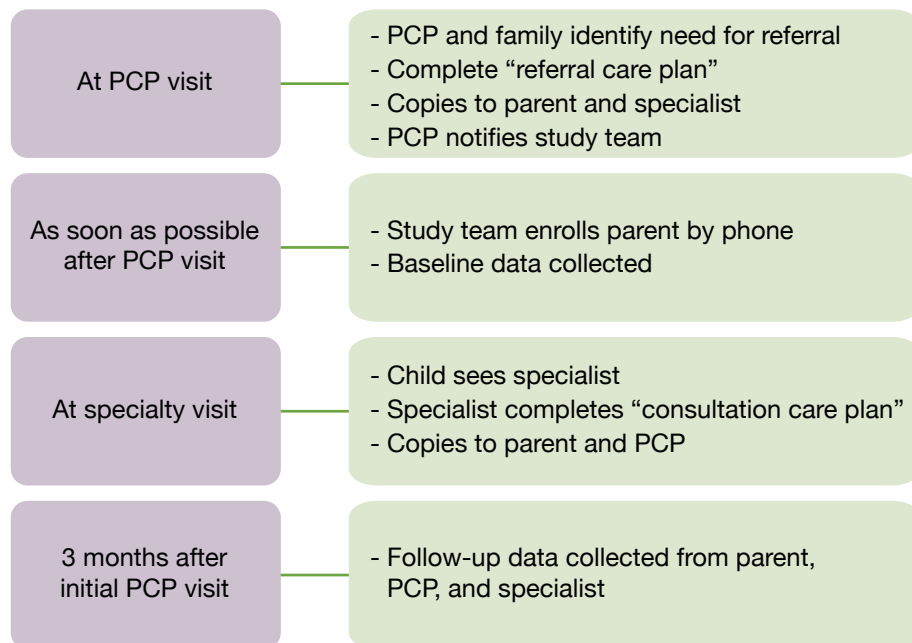 At PCP visit
- PCP and family identify need for referral
- Complete “referral care plan”
- Copies to parent and specialist
- PCP notifies study team
As soon as possible
after PCP visit
- Study team enrolls parent by phone
- Baseline data collected
At specialty visit
- Child sees specialist
- Specialist completes “consultation care plan”
- Copies to parent and PCP
3 months after
initial PCP visit
- Follow-up data collected from parent,
PCP, and specialist